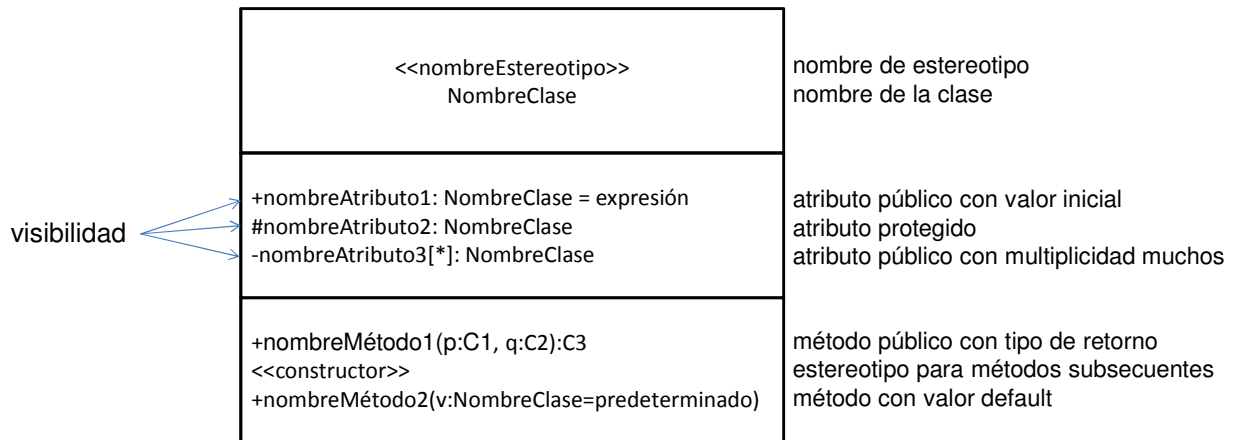 <<nombreEstereotipo>>
NombreClase
nombre de estereotipo
nombre de la clase
visibilidad
+nombreAtributo1: NombreClase = expresión
#nombreAtributo2: NombreClase
-nombreAtributo3[*]: NombreClase
atributo público con valor inicial
atributo protegido
atributo público con multiplicidad muchos
+nombreMétodo1(p:C1, q:C2):C3
<<constructor>>
+nombreMétodo2(v:NombreClase=predeterminado)
método público con tipo de retorno
estereotipo para métodos subsecuentes
método con valor default